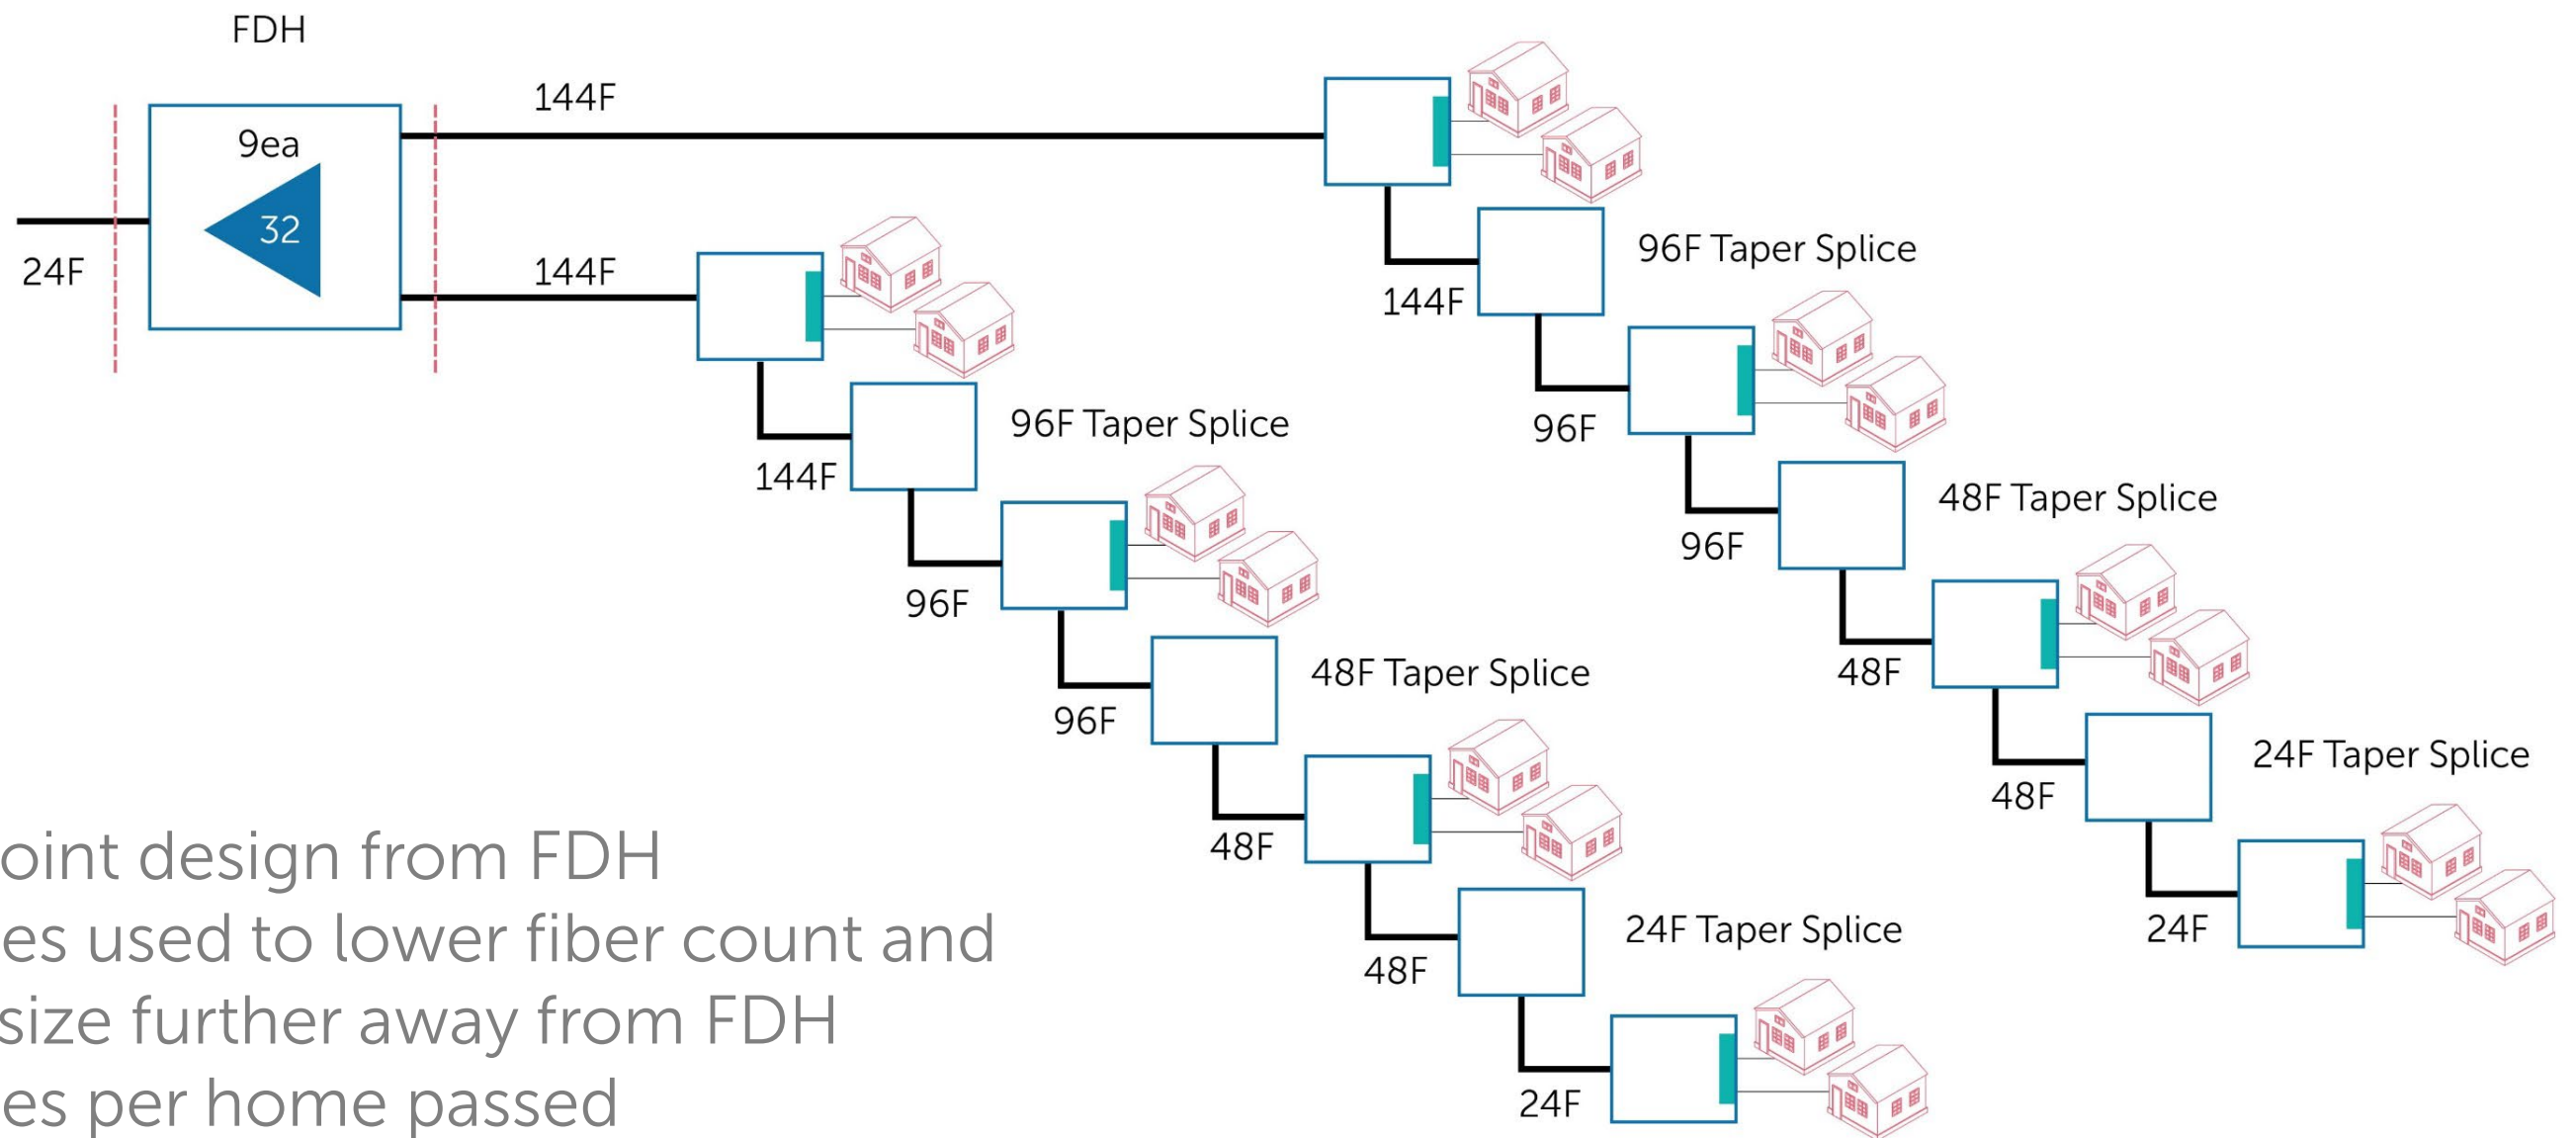 FDH
144F
9ea
32
24F
144F
96F Taper Splice
144F
96F Taper Splice
96F
144F
48F Taper Splice
96F
96F
48F Taper Splice
48F
96F
24F Taper Splice
48F
48F
24F Taper Splice
24F
48F
24F
oint design from FDH
es used to lower fiber count and
size further away from FDH
es per home passed